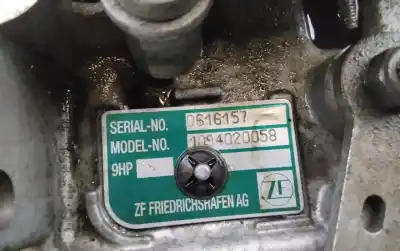 SERIAL-NO. 0616157
MODEL-NO. 1094020058
9HP
ZF
ZF FRIEDRICHSHAFEN AG